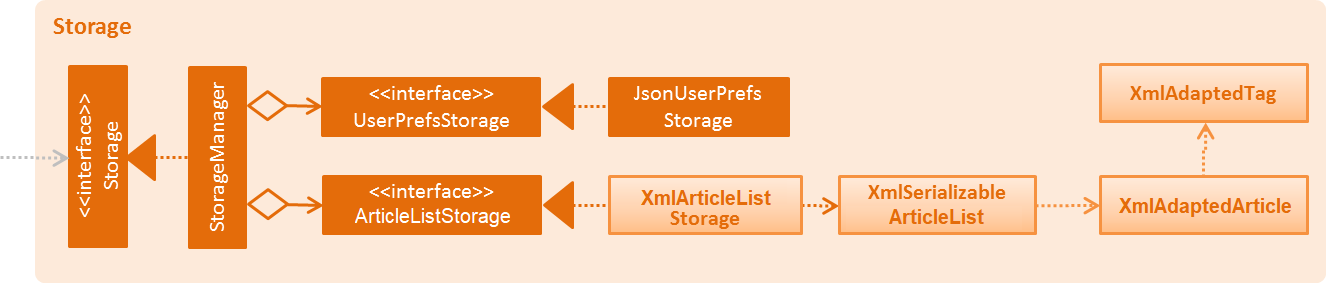 Storage
<<interface>>
Storage
StorageManager
<<interface>>
UserPrefsStorage
JsonUserPrefs
Storage
<<interface>>
ArticleListStorage
XmlArticleList
Storage
XmlSerializable
ArticleList
XmlAdaptedTag
XmlAdaptedArticle